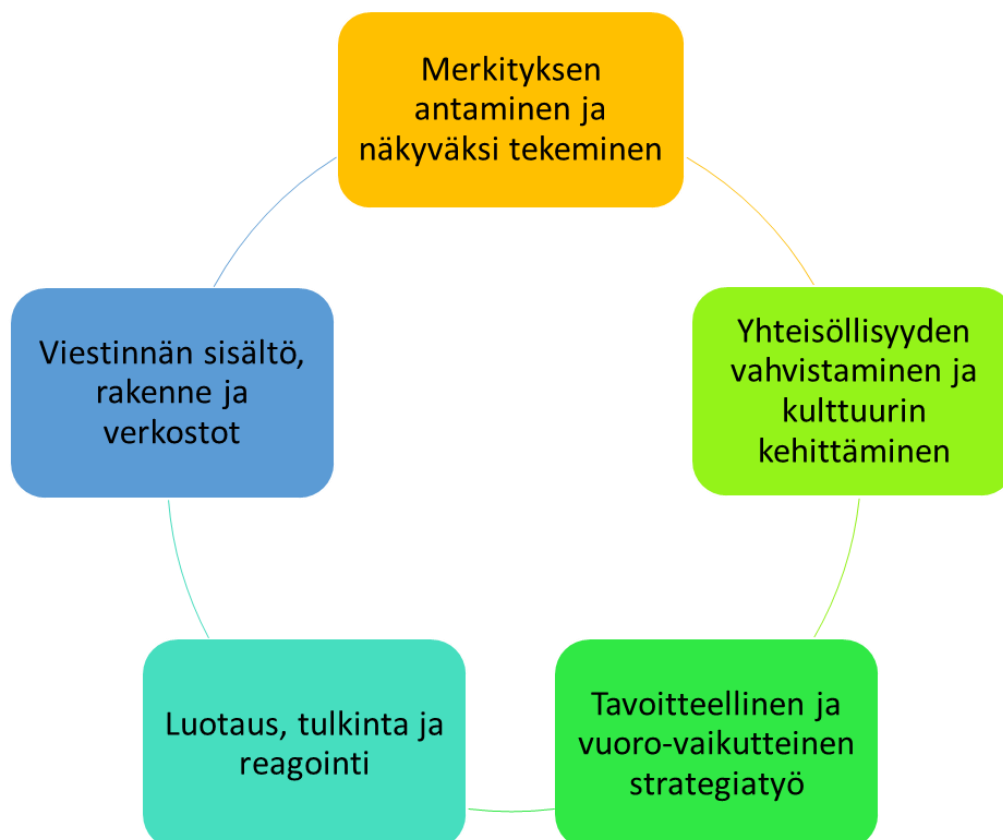 Merkityksen
antaminen ja
näkyväksi tekeminen
Yhteisöllisyyden
vahvistaminen ja
kulttuurin
kehittäminen
Tavoitteellinen ja
vuoro-vaikutteinen
strategiatyö
Luotaus, tulkinta ja
reagointi
Viestinnän sisältö,
rakenne ja
verkostot